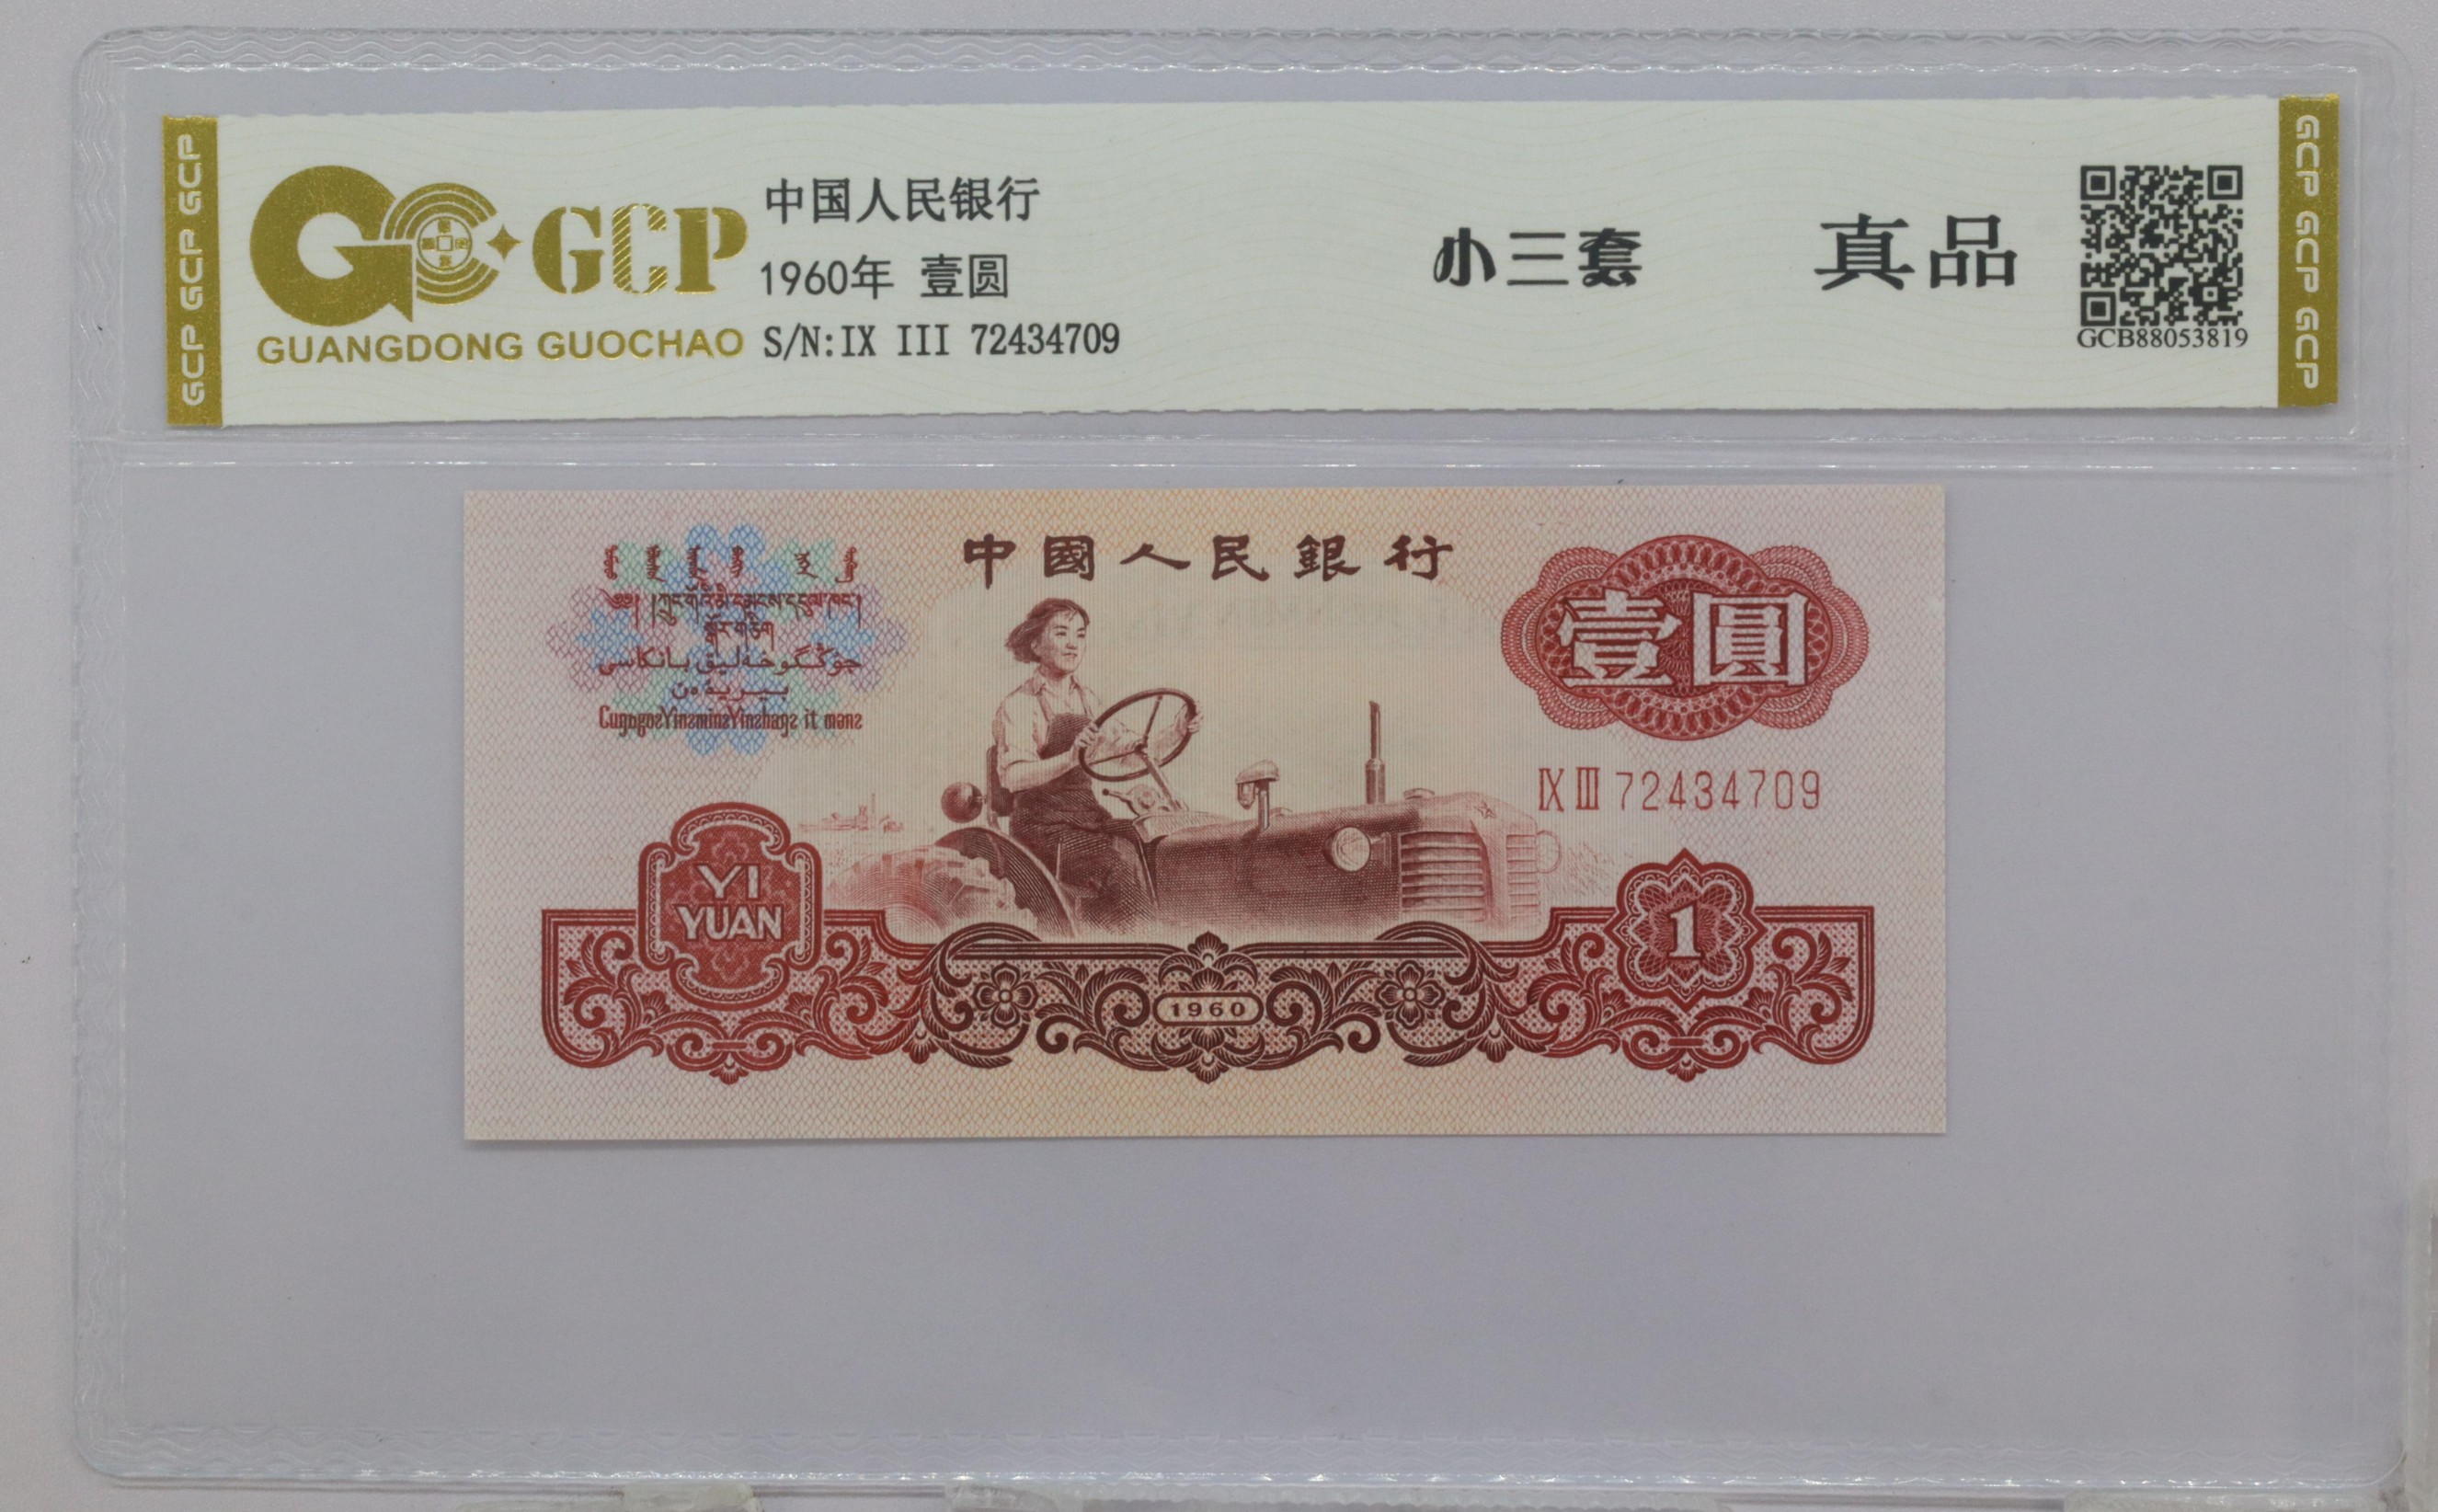 GCP GCP GCP
GCP
GUANGDONG GUOCHAO
中国人民银行
1960年 壹圆
S/N:IX III 72434709
小三套
真品
GCB88053819
GCP GCP GCP
中國人民銀行
壹圓
IX III 72434709
YI
YUAN
1
1960